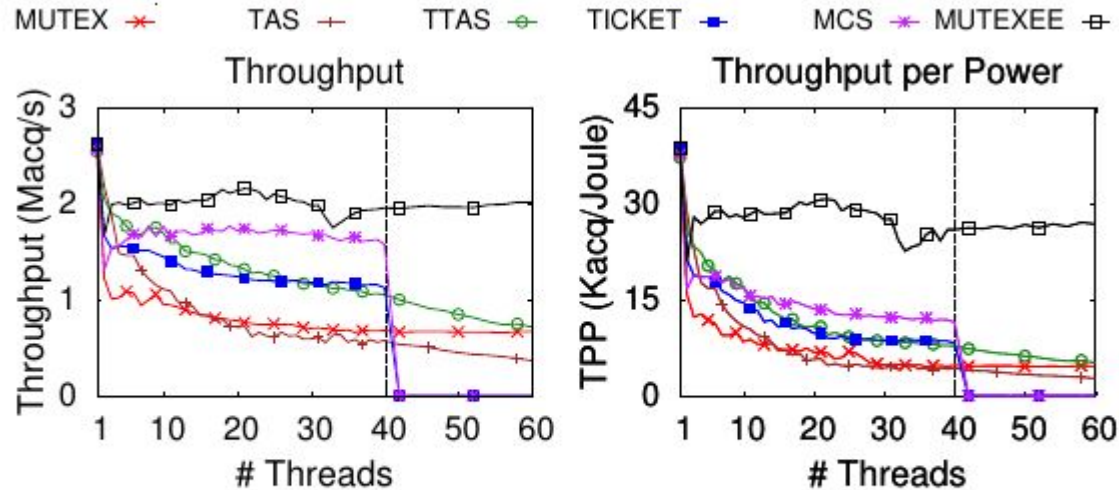 MUTEX TAS TTAS TICKET MCS MUTEXEE
Throughput
Throughput (Macq/s)
3
2
1
0
1 10 20 30 40 50 60
# Threads
Throughput per Power
TPP (Kacq/Joule)
45
30
15
0
1 10 20 30 40 50 60
# Threads